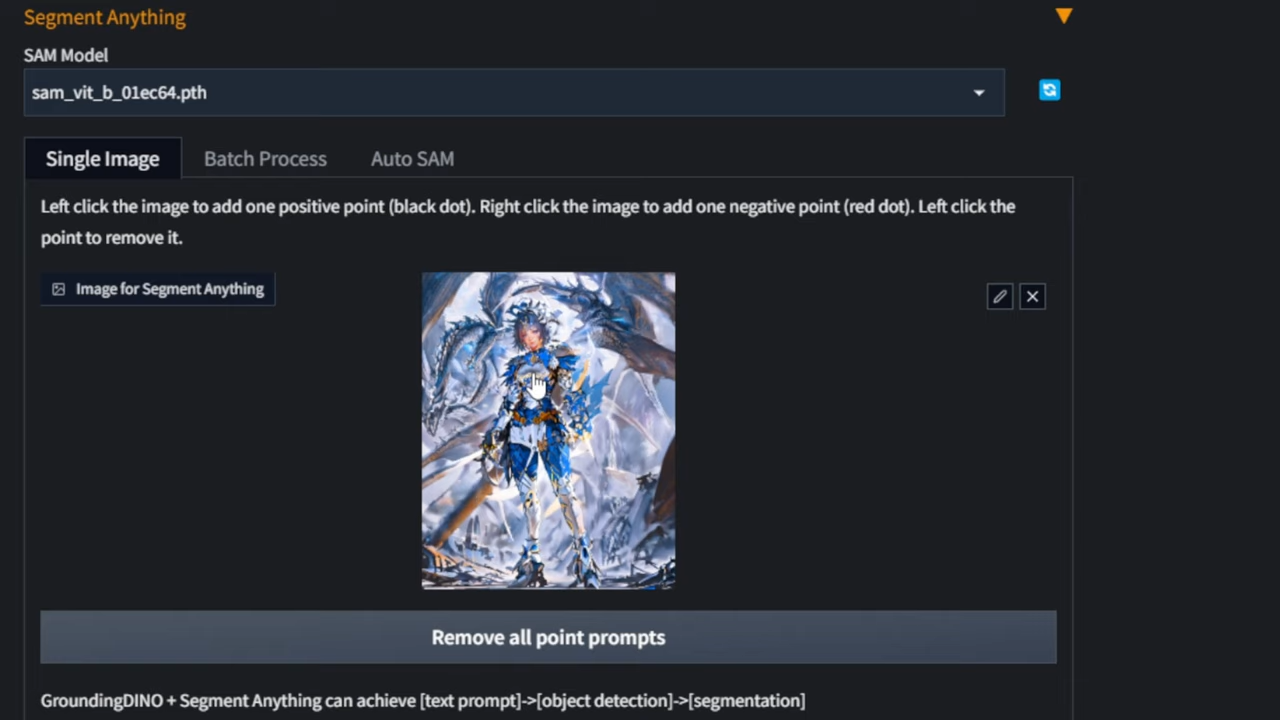 Segment Anything
SAM Model
sam_vit_b_01ec64.pth
Single Image
Batch Process
Auto SAM
Left click the image to add one positive point (black dot). Right click the image to add one negative point (red dot). Left click the
point to remove it.
Image for Segment Anything
Remove all point prompts
GroundingDINO + Segment Anything can achieve [text prompt]->[object detection]->[segmentation]